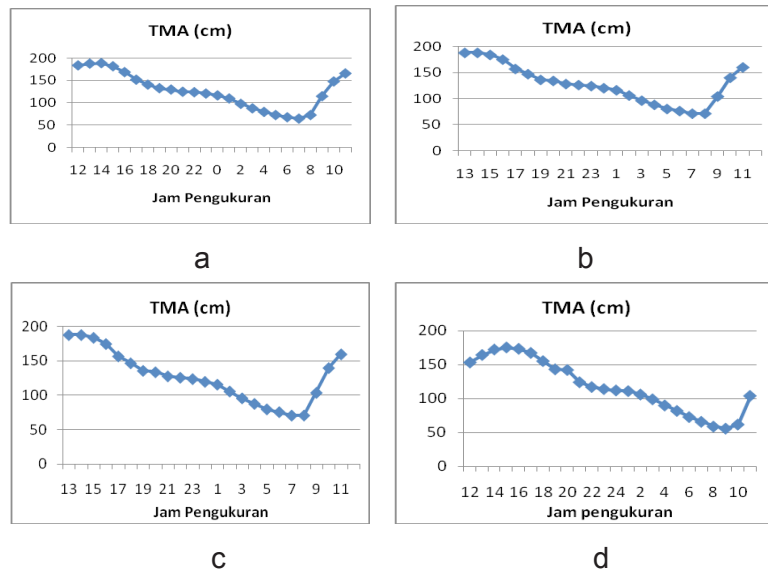 TMA (cm)
200
150
100
50
0
12 14 16 18 20 22 0 2 4 6 8 10
Jam Pengukuran
a
TMA (cm)
200
150
100
50
0
13 15 17 19 21 23 1 3 5 7 9 11
Jam Pengukuran
b
TMA (cm)
200
150
100
50
0
13 15 17 19 21 23 1 3 5 7 9 11
Jam Pengukuran
c
TMA (cm)
200
150
100
50
0
12 14 16 18 20 22 24 2 4 6 8 10
Jam pengukuran
d